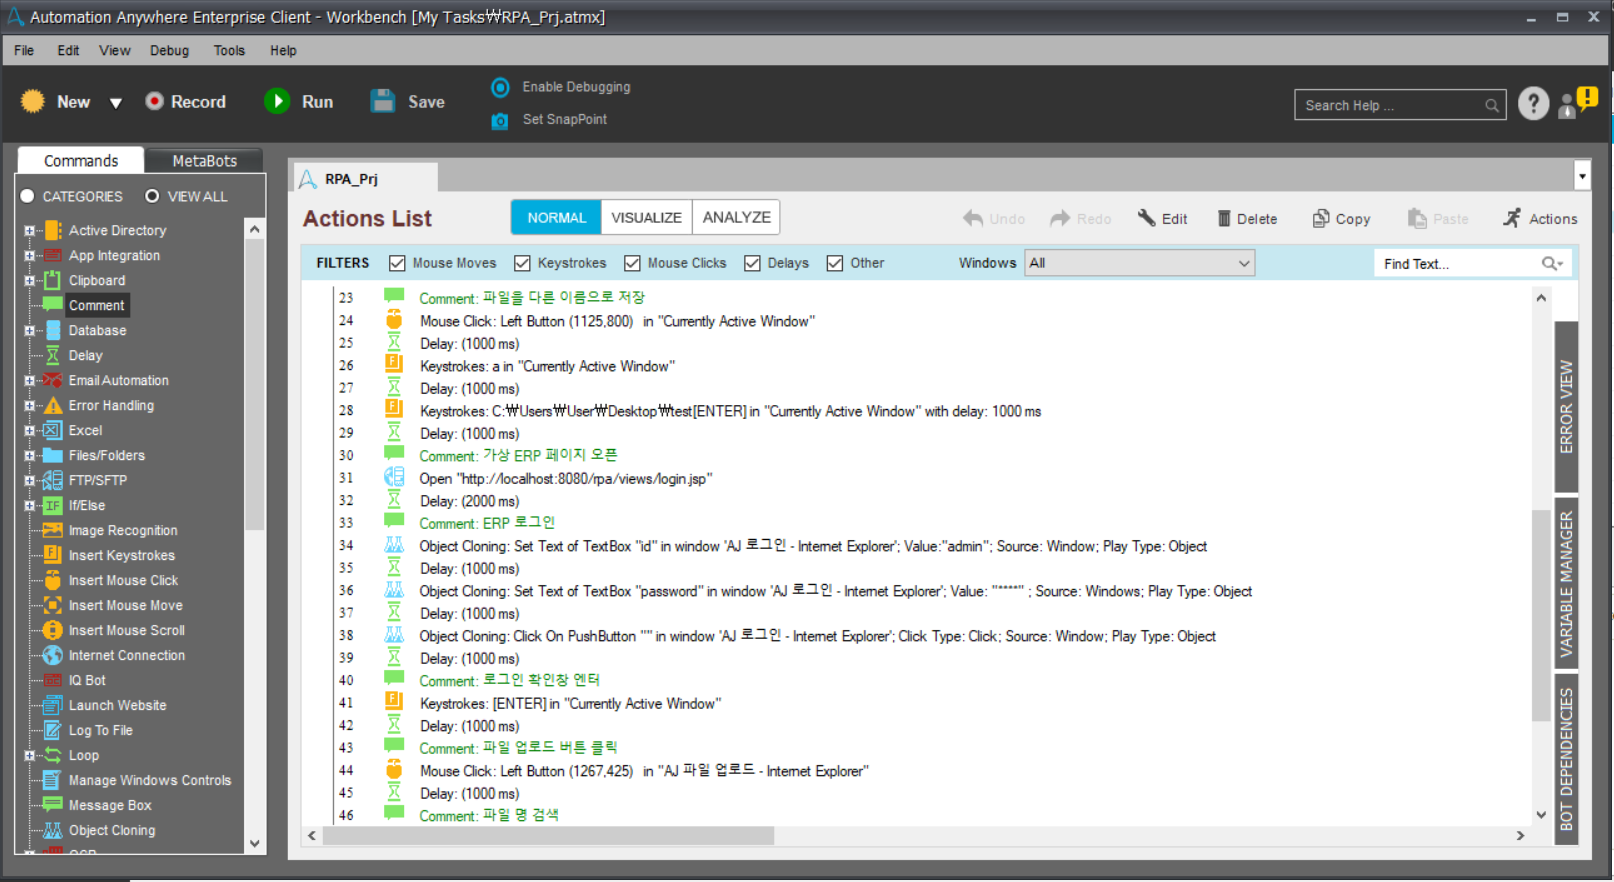 Automation Anywhere Enterprise Client - Workbench [My Tasks₩RPA_Prj.atmx]
File Edit View Debug Tools Help
New Record Run Save
Enable Debugging
Set SnapPoint
Search Help ...
Commands MetaBots
CATEGORIES VIEW ALL
Active Directory
App Integration
Clipboard
Comment
Database
Delay
Email Automation
Error Handling
Excel
Files/Folders
FTP/SFTP
If/Else
Image Recognition
Insert Keystrokes
Insert Mouse Click
Insert Mouse Move
Insert Mouse Scroll
Internet Connection
IQ Bot
Launch Website
Log To File
Loop
Manage Windows Controls
Message Box
Object Cloning
RPA_Prj
Actions List NORMAL VISUALIZE ANALYZE Undo Redo Edit Delete Copy Paste Actions
FILTERS Mouse Moves Keystrokes Mouse Clicks Delays Other Windows All Find Text...
23 Comment: 파일을 다른 이름으로 저장
24 Mouse Click: Left Button (1125,800) in "Currently Active Window"
25 Delay: (1000 ms)
26 Keystrokes: a in "Currently Active Window"
27 Delay: (1000 ms)
28 Keystrokes: C:₩Users₩User₩Desktop₩test[ENTER] in "Currently Active Window" with delay: 1000 ms
29 Delay: (1000 ms)
30 Comment: 가상 ERP 페이지 오픈
31 Open "http://localhost:8080/rpa/views/login.jsp"
32 Delay: (2000 ms)
33 Comment: ERP 로그인
34 Object Cloning: Set Text of TextBox "id" in window 'AJ 로그인 - Internet Explorer'; Value:"admin"; Source: Window; Play Type: Object
35 Delay: (1000 ms)
36 Object Cloning: Set Text of TextBox "password" in window 'AJ 로그인 - Internet Explorer'; Value: "****" ; Source: Windows; Play Type: Object
37 Delay: (1000 ms)
38 Object Cloning: Click On PushButton "" in window 'AJ 로그인 - Internet Explorer'; Click Type: Click; Source: Window; Play Type: Object
39 Delay: (1000 ms)
40 Comment: 로그인 확인창 엔터
41 Keystrokes: [ENTER] in "Currently Active Window"
42 Delay: (1000 ms)
43 Comment: 파일 업로드 버튼 클릭
44 Mouse Click: Left Button (1267,425) in "AJ 파일 업로드 - Internet Explorer"
45 Delay: (1000 ms)
46 Comment: 파일 명 검색
ERROR VIEW
VARIABLE MANAGER
BOT DEPENDENCIES